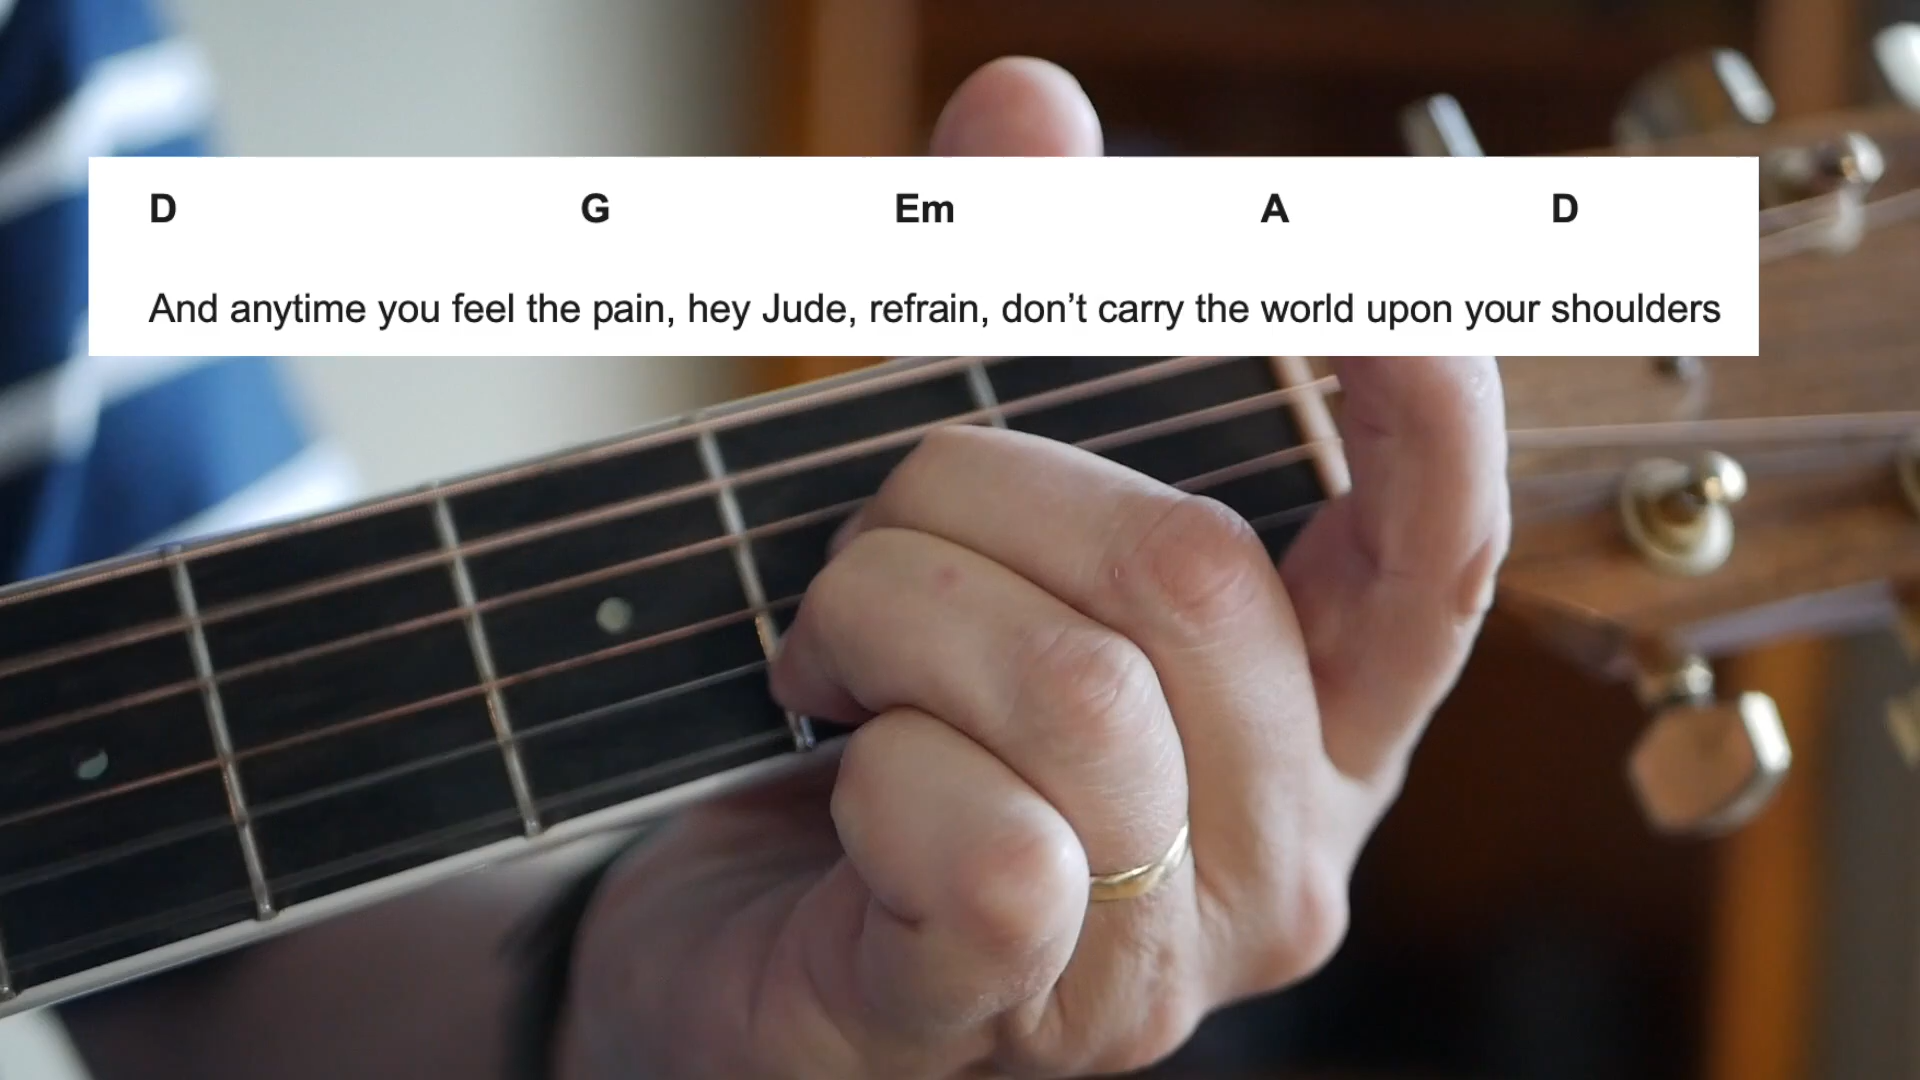 D G Em A D
And anytime you feel the pain, hey Jude, refrain, don’t carry the world upon your shoulders